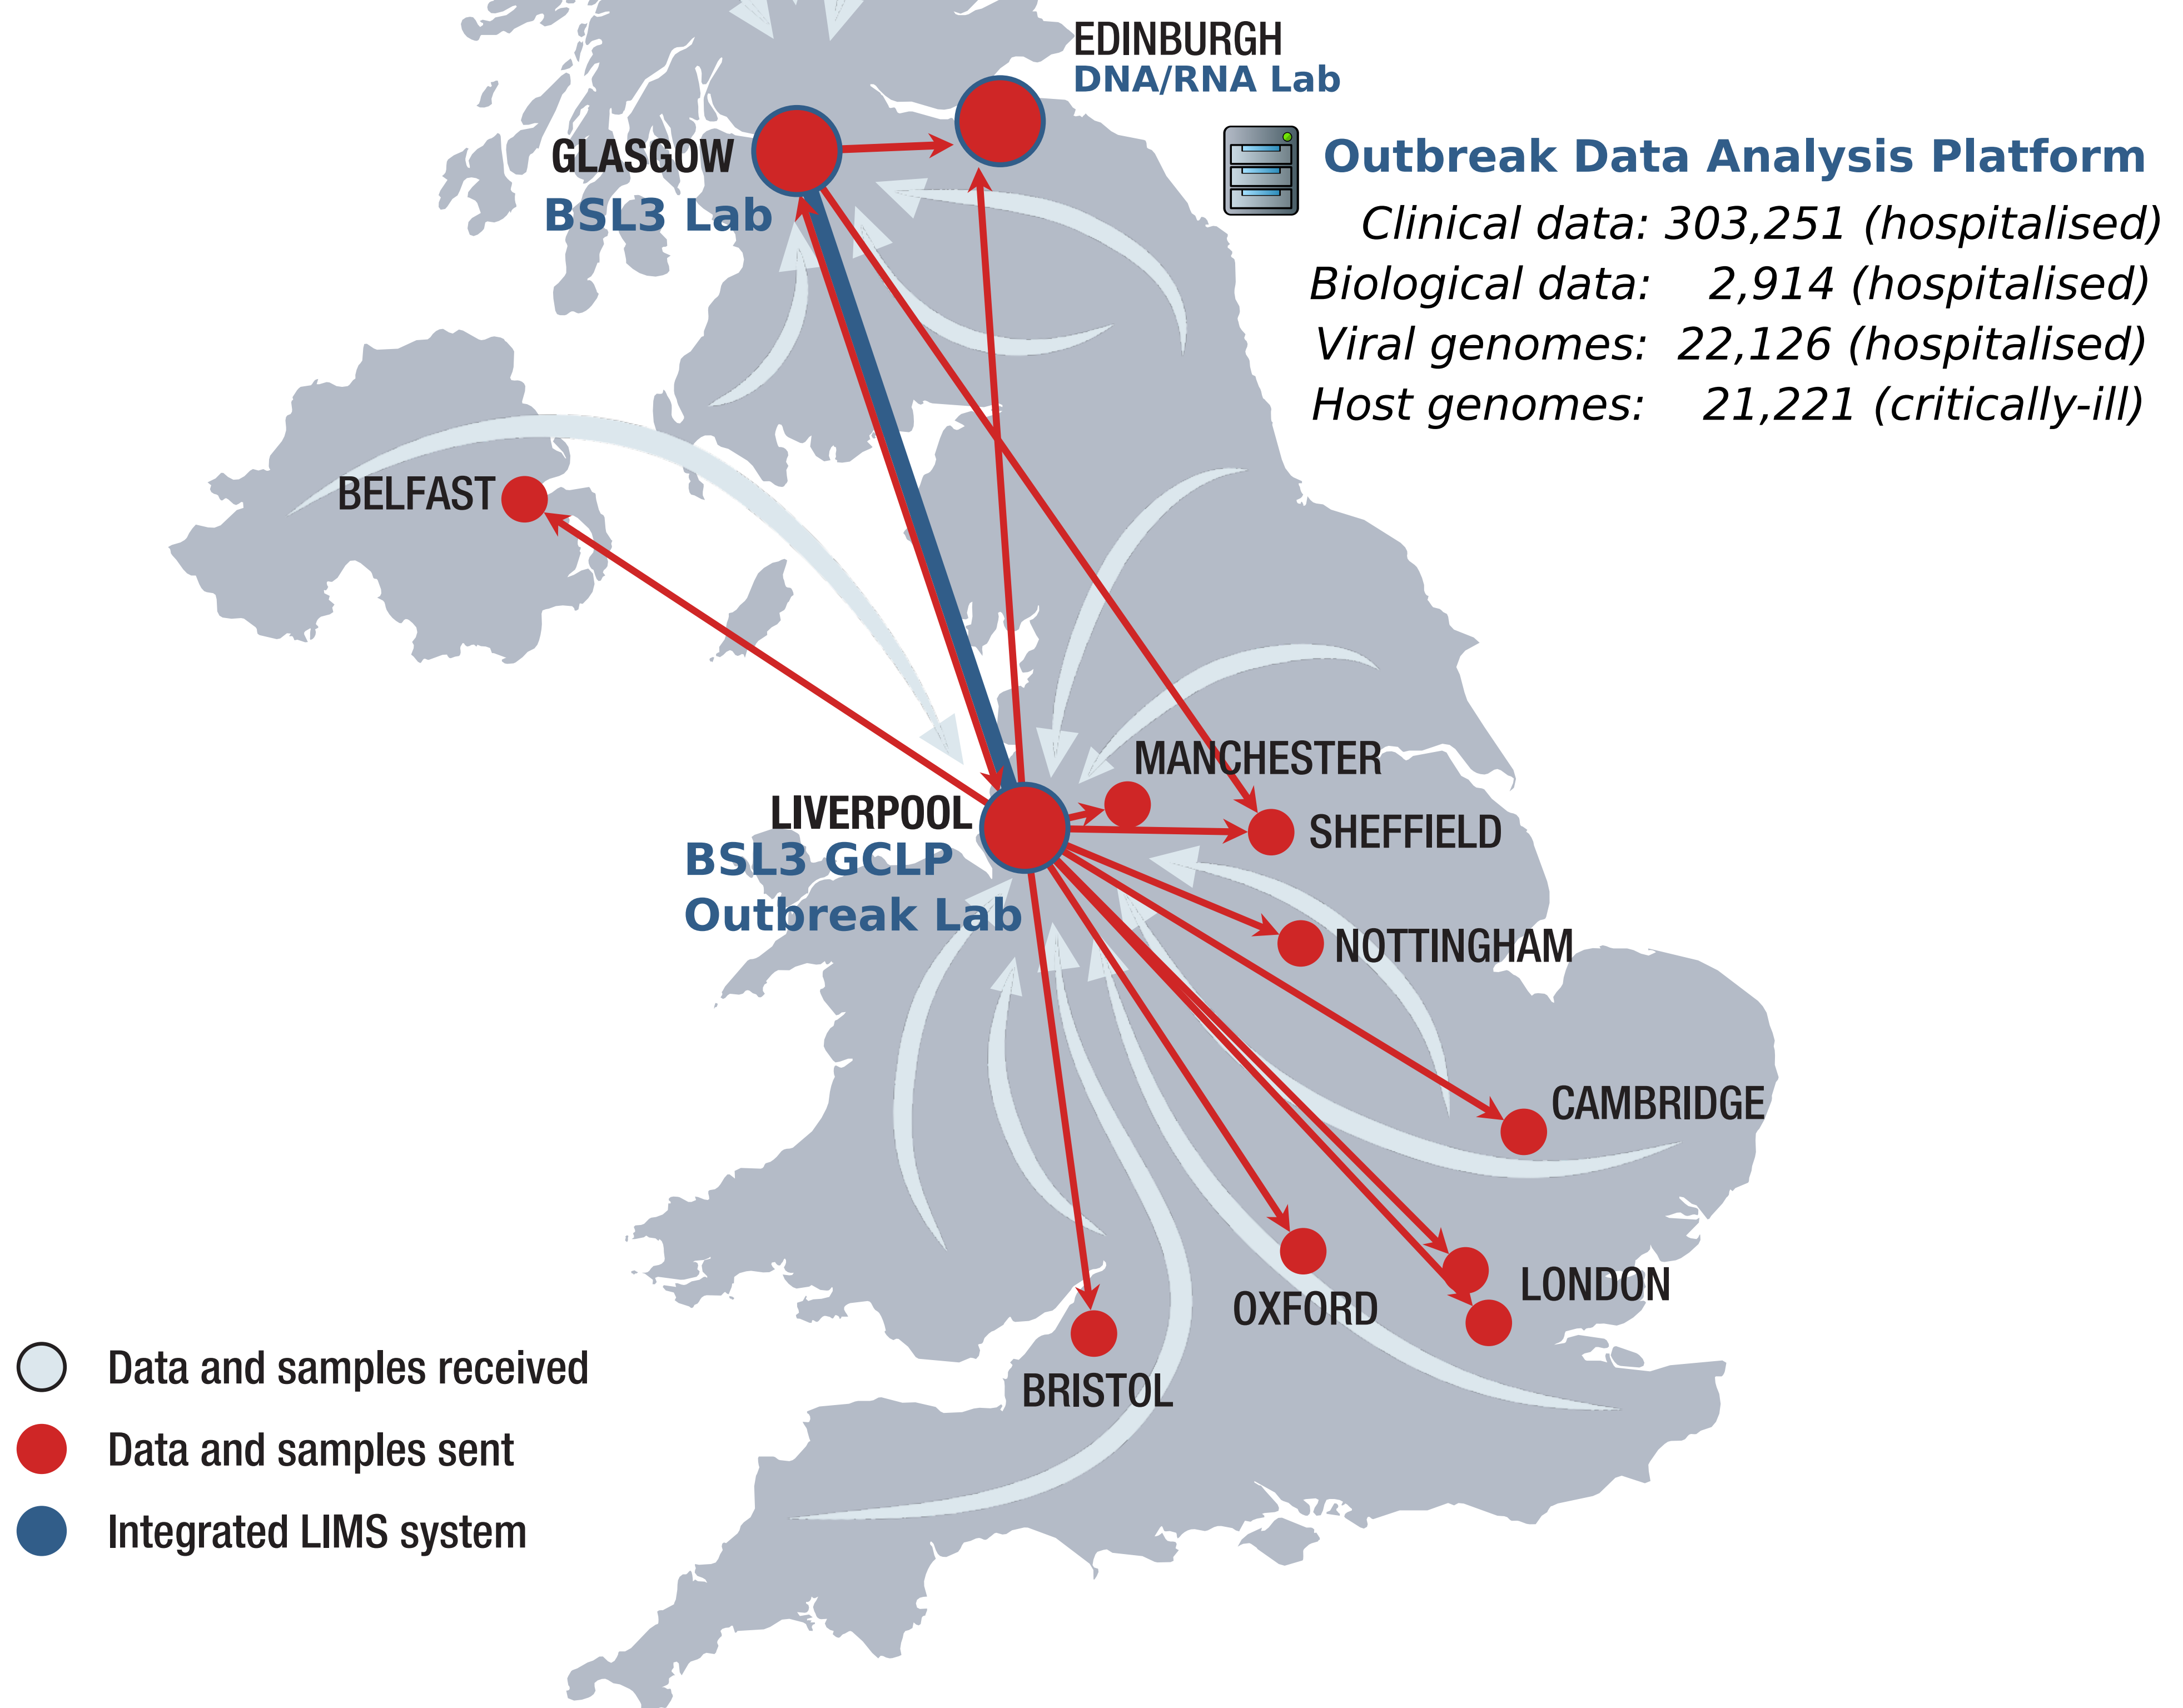 EDINBURGH
DNA/RNA Lab
GLASGOW
BSL3 Lab
Outbreak Data Analysis Platform
Clinical data: 303,251 (hospitalised)
Biological data: 2,914 (hospitalised)
Viral genomes: 22,126 (hospitalised)
Host genomes: 21,221 (critically-ill)
BELFAST
MANCHESTER
LIVERPOOL
BSL3 GCLP
Outbreak Lab
SHEFFIELD
NOTTINGHAM
CAMBRIDGE
LONDON
OXFORD
BRISTOL
Data and samples received
Data and samples sent
Integrated LIMS system